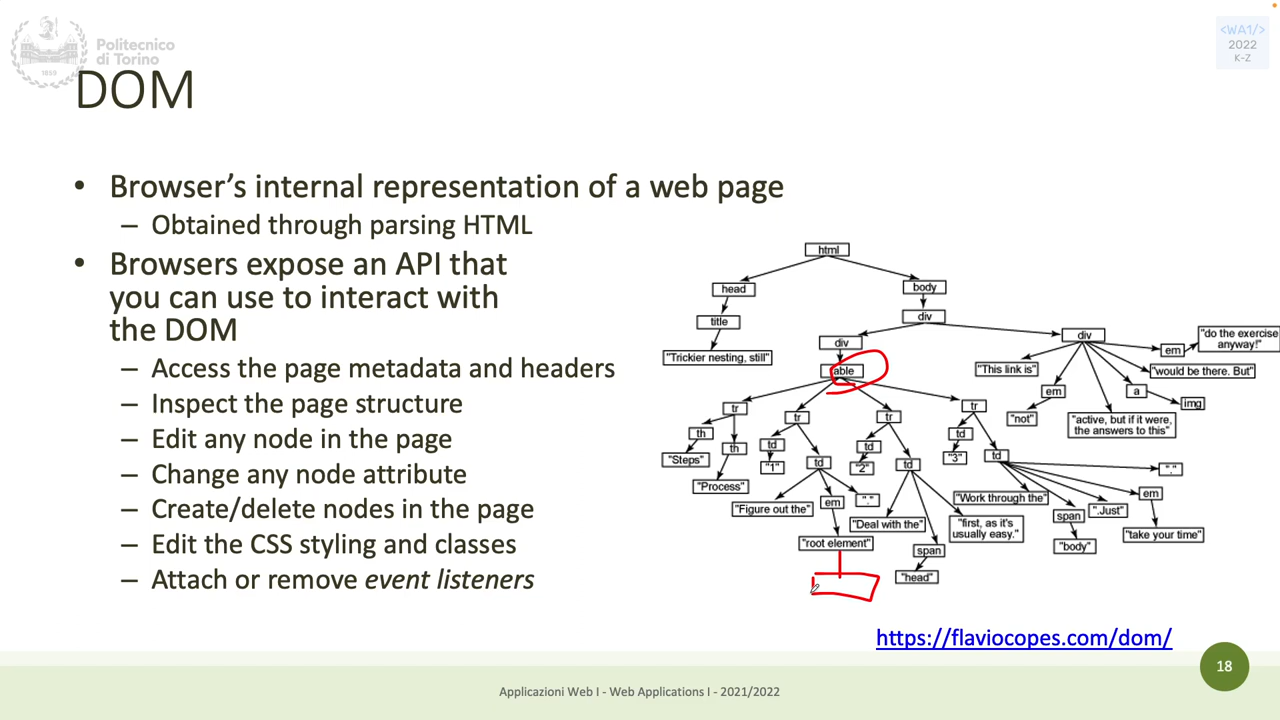 Politecnico
di Torino
1859
<WA1/>
2022
K-Z
DOM
• Browser's internal representation of a web page
– Obtained through parsing HTML
• Browsers expose an API that
you can use to interact with
the DOM
– Access the page metadata and headers
– Inspect the page structure
– Edit any node in the page
– Change any node attribute
– Create/delete nodes in the page
– Edit the CSS styling and classes
– Attach or remove event listeners
html
head
body
title
div
"Trickier nesting, still"
div
div
able
"This link is"
em
"do the exercise
anyway!"
"would be there. But"
em
a
img
"not"
"active, but if it were,
the answers to this"
tr
tr
tr
tr
th
th
td
td
td
td
td
td
"Steps"
"Process"
"1"
"2"
"3"
"."
"Figure out the"
em
"."
"root element"
"Deal with the"
span
"first, as it's
usually easy."
"head"
"Work through the"
span
".Just"
em
"body"
"take your time"
https://flaviocopes.com/dom/
18
Applicazioni Web I - Web Applications I - 2021/2022